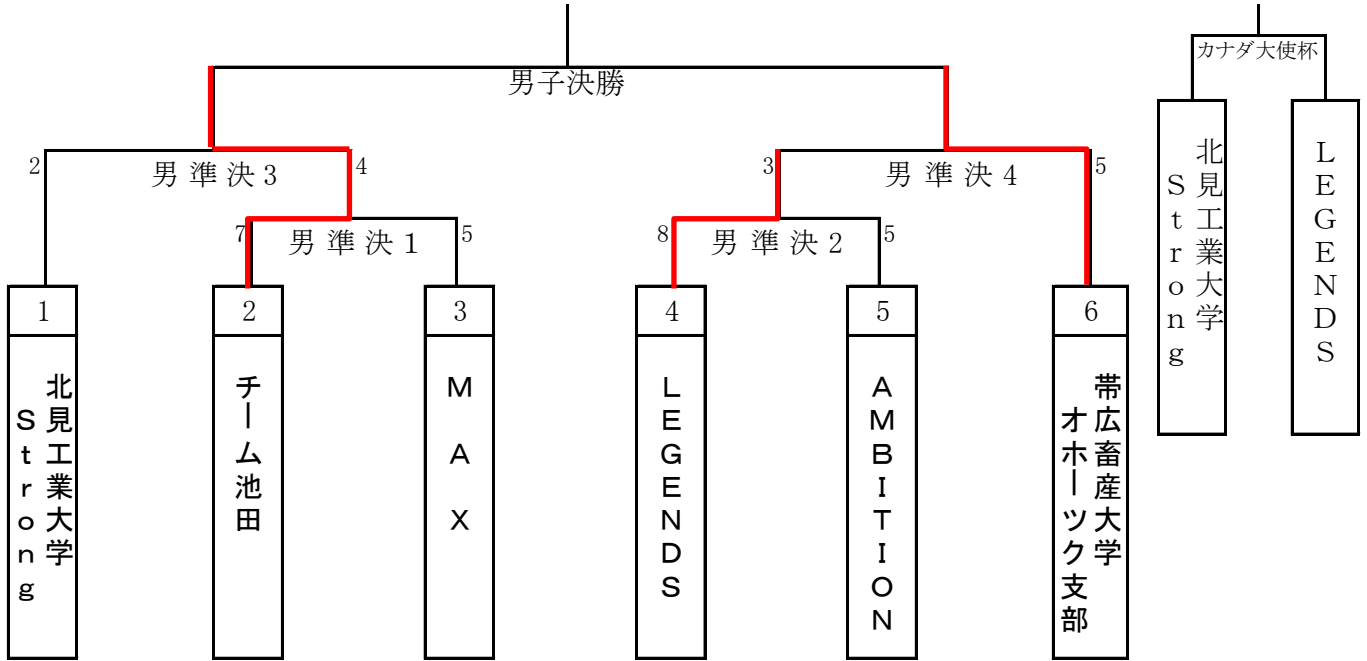 カナダ大使杯
男子決勝
2
男準決3
4
3
男準決4
5
7
男準決1
5
8
男準決2
5
1
2
3
4
5
6
北見工業大学
Strong
チーム池田
MAX
LEGENDS
AMBITION
帯広畜産大学
オホーツク支部
北見工業大学
Strong
LEGENDS